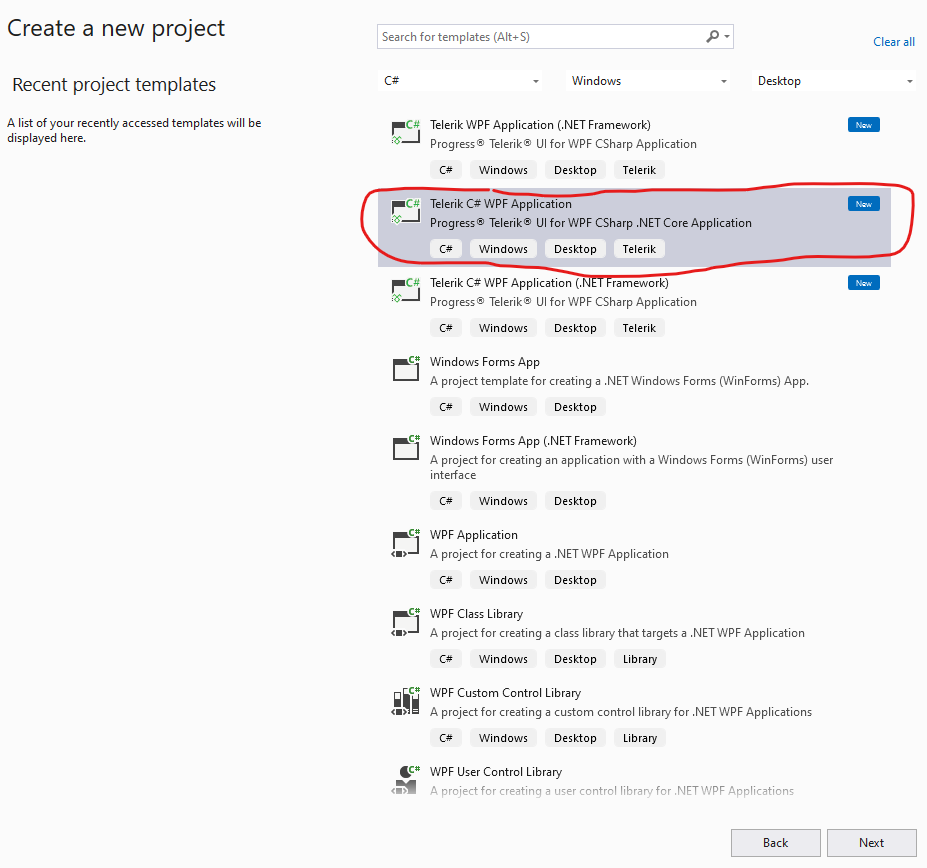 Create a new project
Search for templates (Alt+S)
Clear all
Recent project templates
A list of your recently accessed templates will be
displayed here.
C#
Windows
Desktop
C#
Telerik WPF Application (.NET Framework)
New
Progress® Telerik® UI for WPF CSharp Application
C# Windows Desktop Telerik
C#
Telerik C# WPF Application
New
Progress® Telerik® UI for WPF CSharp .NET Core Application
C# Windows Desktop Telerik
C#
Telerik C# WPF Application (.NET Framework)
New
Progress® Telerik® UI for WPF CSharp Application
C# Windows Desktop Telerik
C#
Windows Forms App
A project template for creating a .NET Windows Forms (WinForms) App.
C# Windows Desktop
C#
Windows Forms App (.NET Framework)
A project for creating an application with a Windows Forms (WinForms) user
interface
C# Windows Desktop
C#
WPF Application
A project for creating a .NET WPF Application
C# Windows Desktop
C#
WPF Class Library
A project for creating a class library that targets a .NET WPF Application
C# Windows Desktop Library
C#
WPF Custom Control Library
A project for creating a custom control library for .NET WPF Applications
C# Windows Desktop Library
C#
WPF User Control Library
A project for creating a user control library for .NET WPF Applications
Back
Next